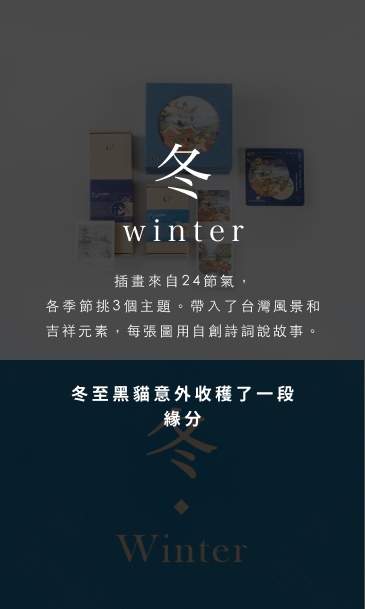 冬
winter
插畫來自24節氣，
各季節挑3個主題。帶入了台灣風景和
吉祥元素，每張圖用自創詩詞說故事。
冬至黑貓意外收穫了一段
緣分
冬
Winter